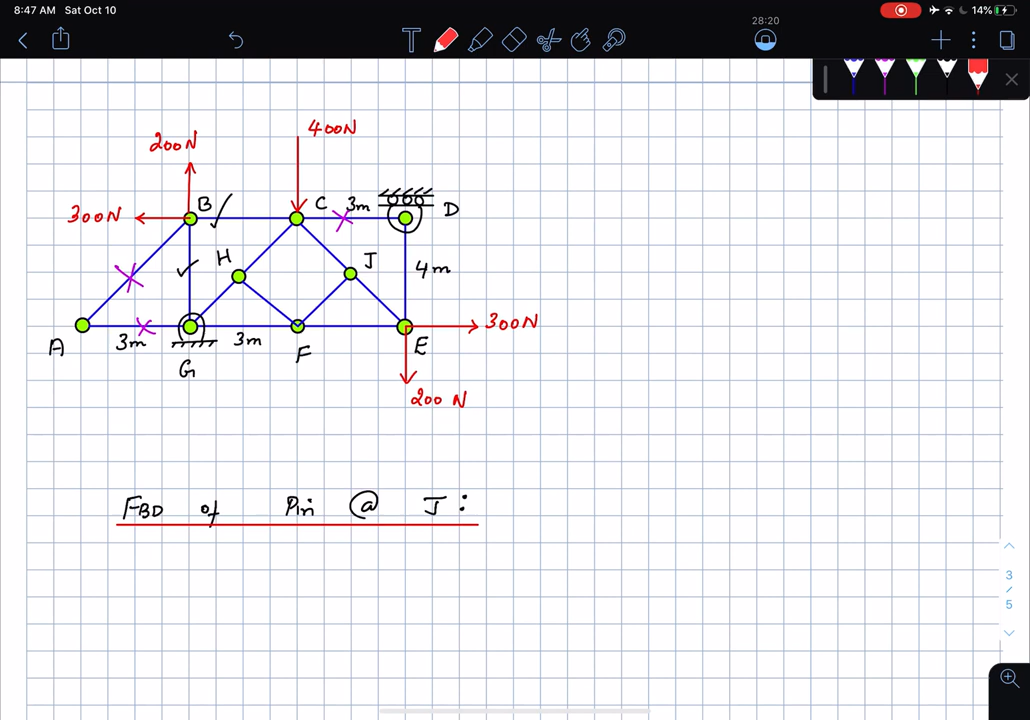 8:47 AM Sat Oct 10
14%
28:20
T
400N
200N
300N
B
C
3m
D
H
J
4m
300N
A
3m
3m
E
G
F
200 N
FBD of Pin @ J:
3
/
5